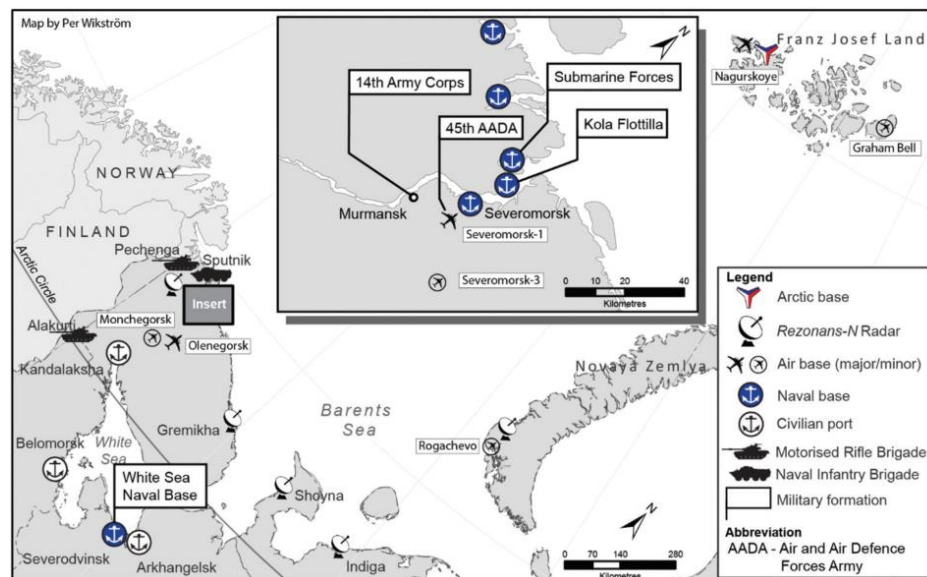 Map by Per Wikström
NORWAY
FINLAND
Arctic Circle
Pechenga
Sputnik
Insert
Alakurtti
Monchegorsk
Olenegorsk
Kandalaksha
Gremikha
Belomorsk
White
Sea
White Sea
Naval Base
Severodvinsk
Arkhangelsk
Shoyna
Indiga
Barents
Sea
Rogachevo
Novaya Zemlya
N
0 70 140 280
Kilometres
14th Army Corps
45th AADA
Submarine Forces
Kola Flottilla
Murmansk
Severomorsk
Severomorsk-1
Severomorsk-3
N
0 10 20 40
Kilometres
Franz Josef Land
Nagurskoye
Graham Bell
Legend
Arctic base
Rezonans-N Radar
Air base (major/minor)
Naval base
Civilian port
Motorised Rifle Brigade
Naval Infantry Brigade
Military formation
Abbreviation
AADA - Air and Air Defence
Forces Army